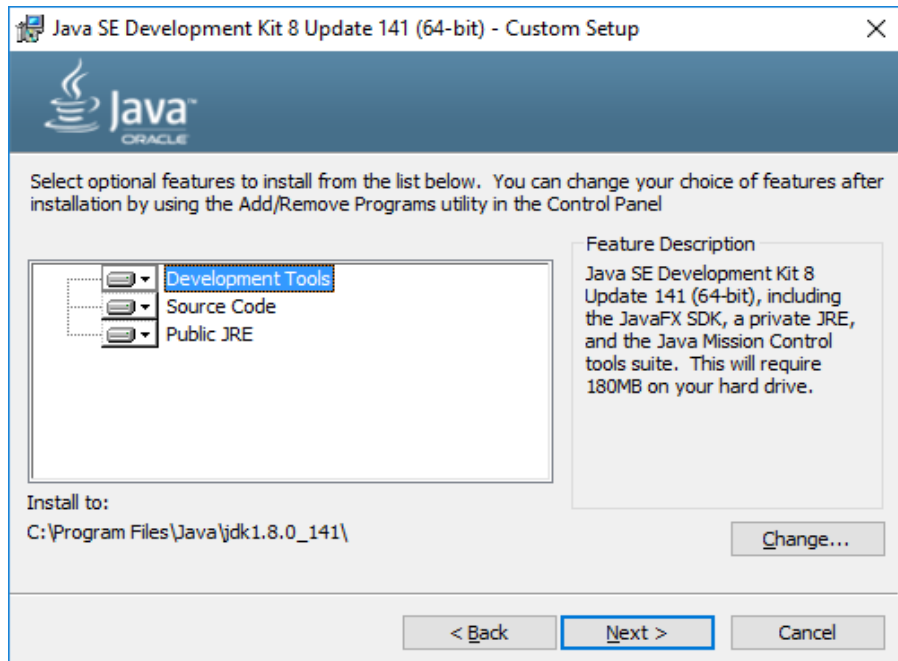 Java SE Development Kit 8 Update 141 (64-bit) - Custom Setup
Java™
ORACLE
Select optional features to install from the list below.  You can change your choice of features after
installation by using the Add/Remove Programs utility in the Control Panel
Development Tools
Source Code
Public JRE
Feature Description
Java SE Development Kit 8
Update 141 (64-bit), including
the JavaFX SDK, a private JRE,
and the Java Mission Control
tools suite.  This will require
180MB on your hard drive.
Install to:
C:\Program Files\Java\jdk1.8.0_141\
Change...
< Back
Next >
Cancel